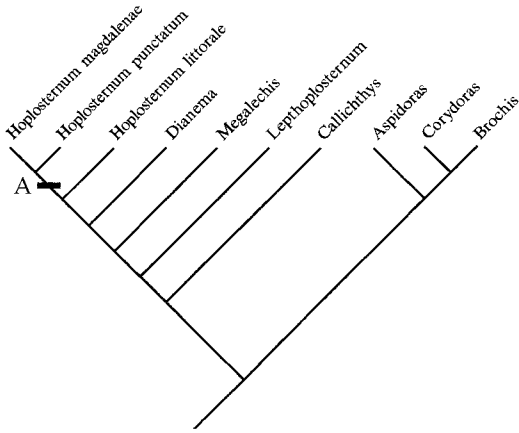 Hoplosternum magdalenae
Hoplosternum punctatum
Hoplosternum littorale
Dianema
Megalechis
Lepthoplosternum
Callichthys
Aspidoras
Corydoras
Brochis
A